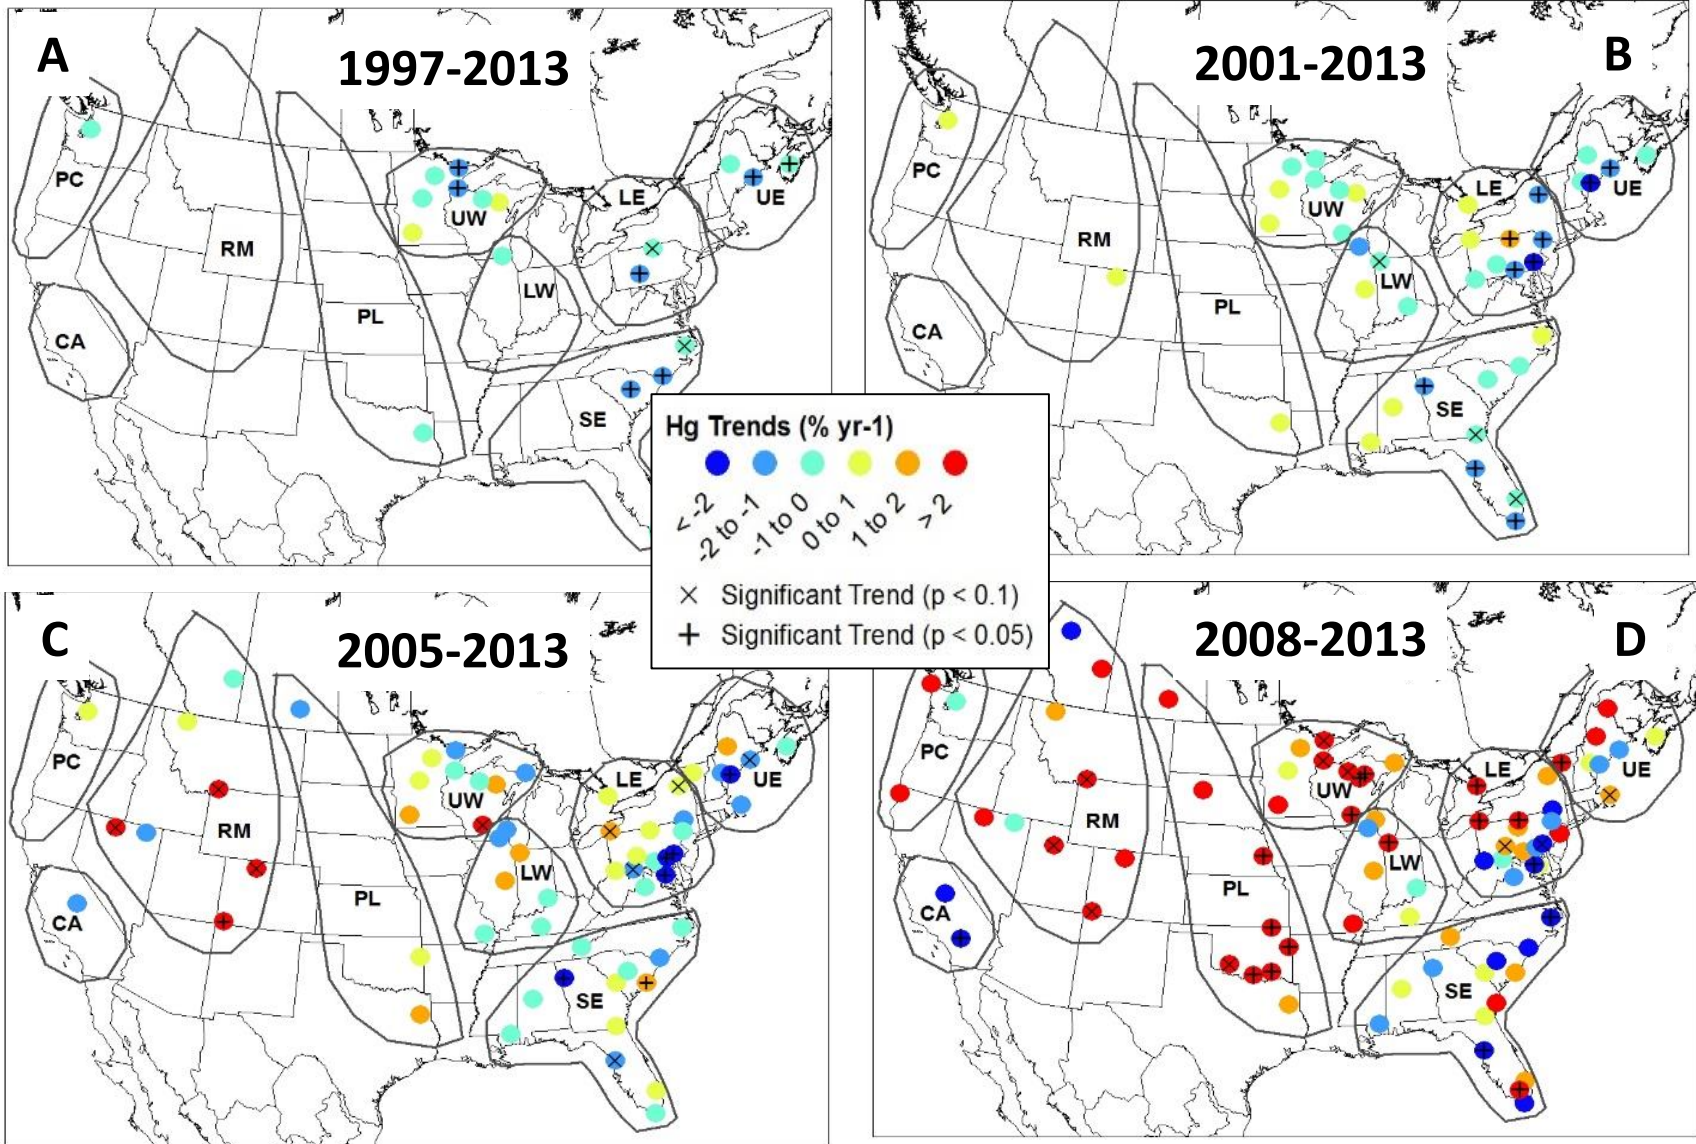 A
1997-2013
PC
RM
CA
PL
UW
LW
LE
UE
SE
2001-2013
B
PC
RM
CA
PL
UW
LW
LE
UE
SE
Hg Trends (% yr-1)
< -2
-2 to -1
-1 to 0
0 to 1
1 to 2
> 2
× Significant Trend (p < 0.1)
+ Significant Trend (p < 0.05)
C
2005-2013
PC
RM
CA
PL
UW
LW
LE
UE
SE
2008-2013
D
PC
RM
CA
PL
UW
LW
LE
UE
SE